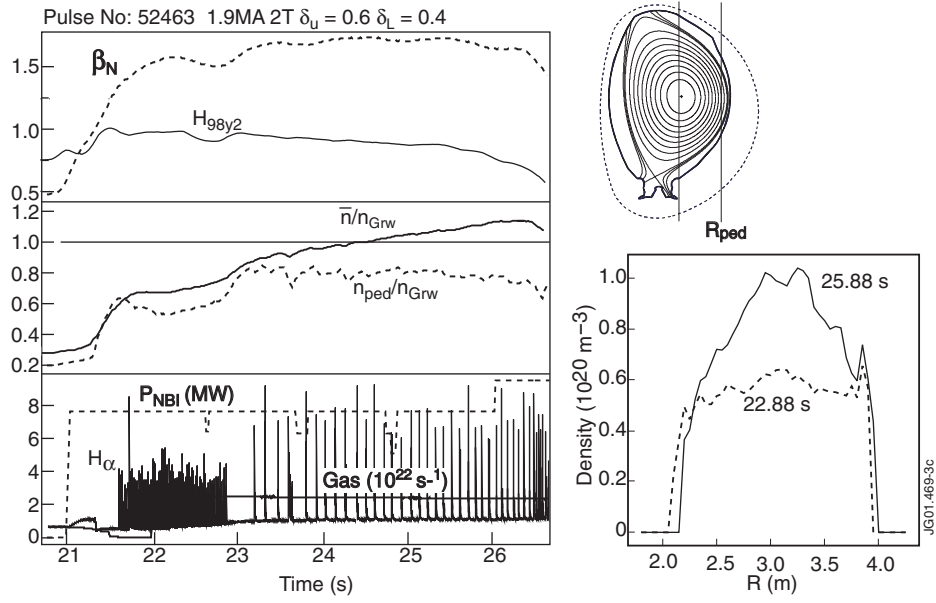 Pulse No: 52463 1.9MA 2T δu = 0.6 δL = 0.4
βN
H98y2
1.5
1.0
0.5
n̅/nGrw
nped/nGrw
1.2
1.0
0.8
0.6
0.4
0.2
PNBI (MW)
Hα
Gas (10²² s-¹)
8
6
4
2
0
21 22 23 24 25 26
Time (s)
Rped
25.88 s
22.88 s
Density (10²⁰ m–³)
1.0
0.8
0.6
0.4
0.2
0
2.0 2.5 3.0 3.5 4.0
R (m)
JG01.469-3c